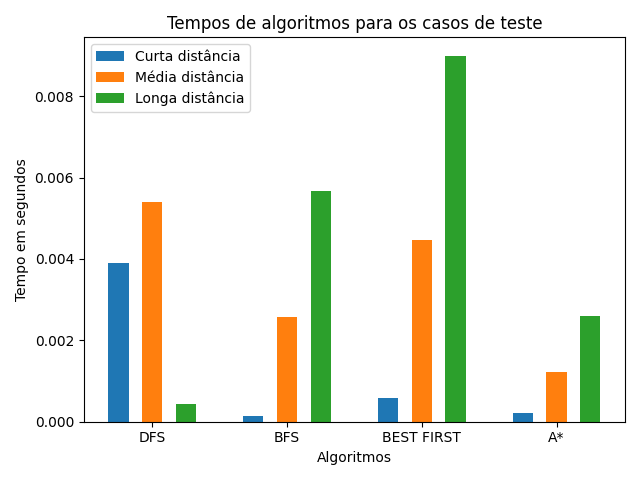 Tempos de algoritmos para os casos de teste
Curta distância
Média distância
Longa distância
0.008
0.006
0.004
0.002
0.000
Tempo em segundos
DFS
BFS
BEST FIRST
A*
Algoritmos